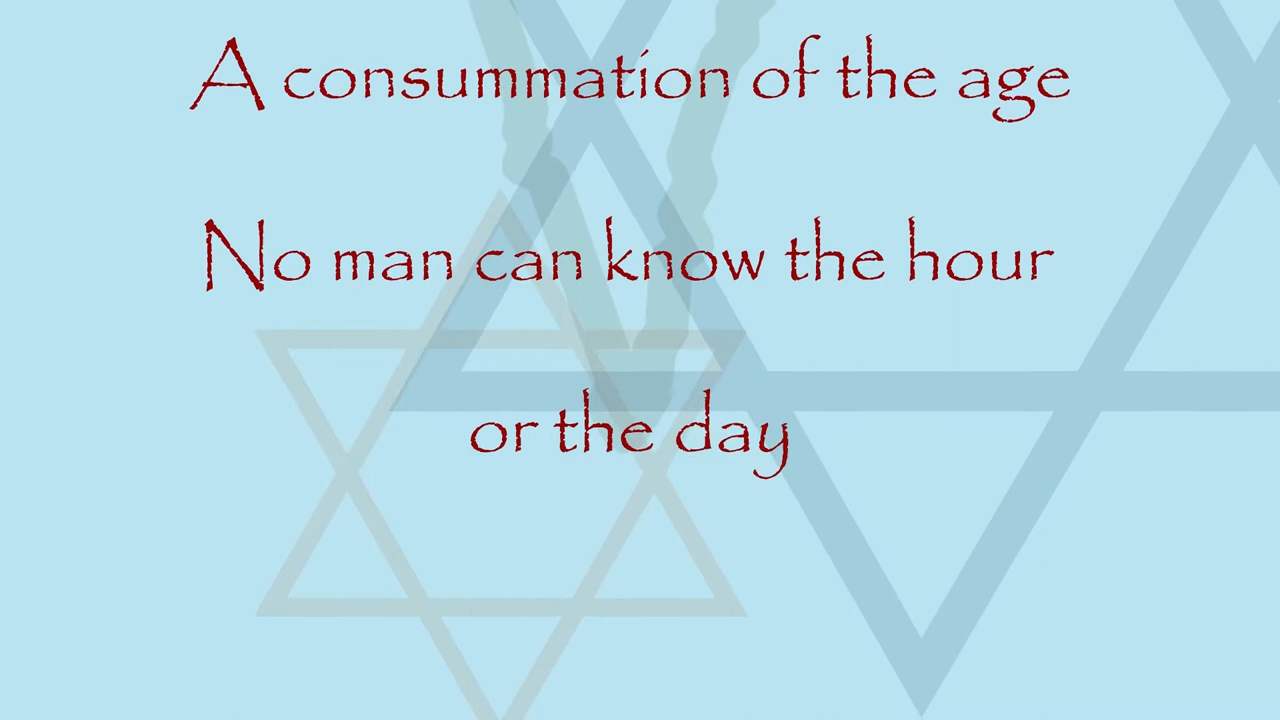 A consummation of the age
No man can know the hour
or the day